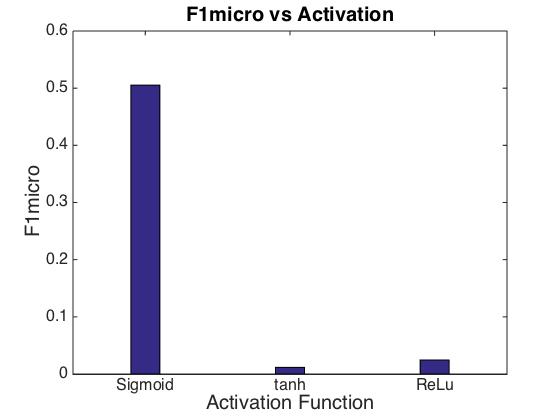 F1micro vs Activation
0.6
0.5
0.4
0.3
0.2
0.1
0
F1micro
Sigmoid tanh ReLu
Activation Function